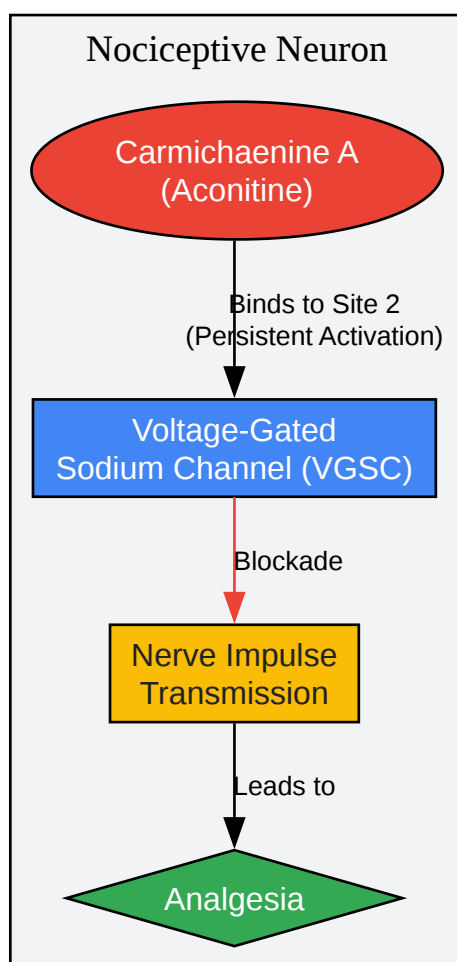 Nociceptive Neuron
Carmichaenine A
(Aconitine)
Binds to Site 2
(Persistent Activation)
Voltage-Gated
Sodium Channel (VGSC)
Blockade
Nerve Impulse
Transmission
Leads to
Analgesia